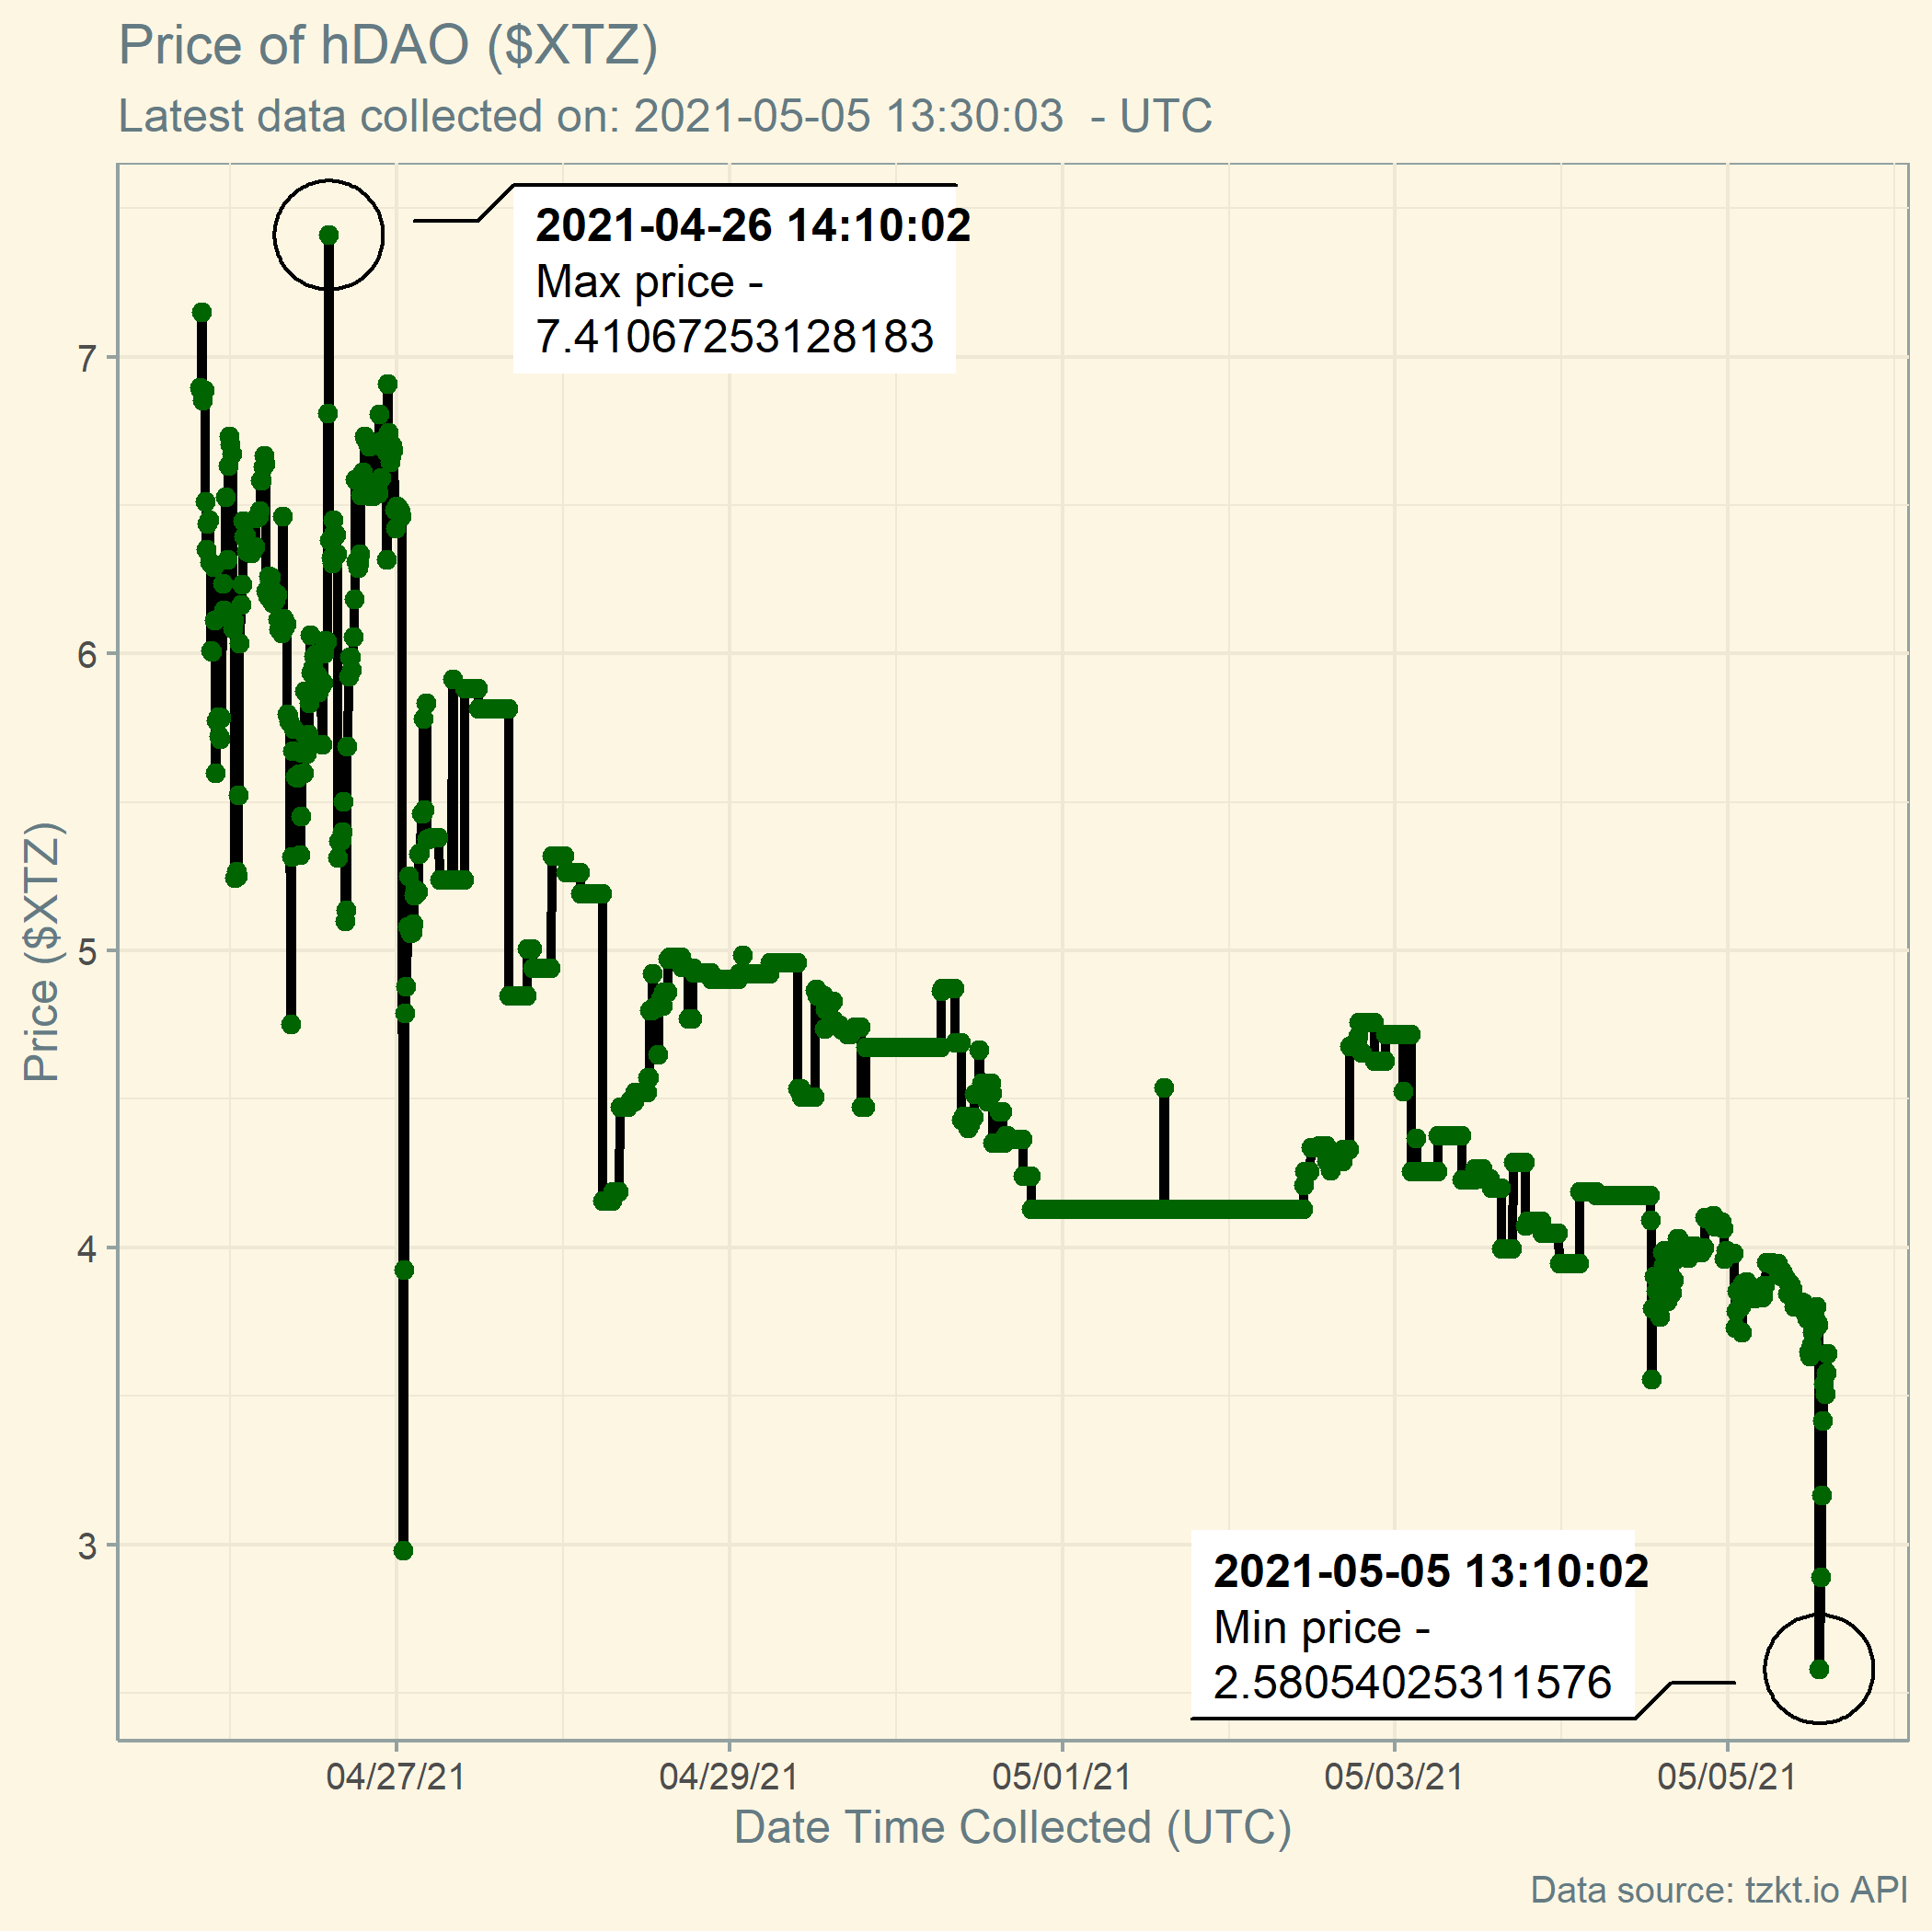 Price of hDAO ($XTZ)
Latest data collected on: 2021-05-05 13:30:03  - UTC
2021-04-26 14:10:02
Max price -
7.41067253128183
7
6
5
4
3
Price ($XTZ)
2021-05-05 13:10:02
Min price -
2.58054025311576
04/27/21
04/29/21
05/01/21
05/03/21
05/05/21
Date Time Collected (UTC)
Data source: tzkt.io API